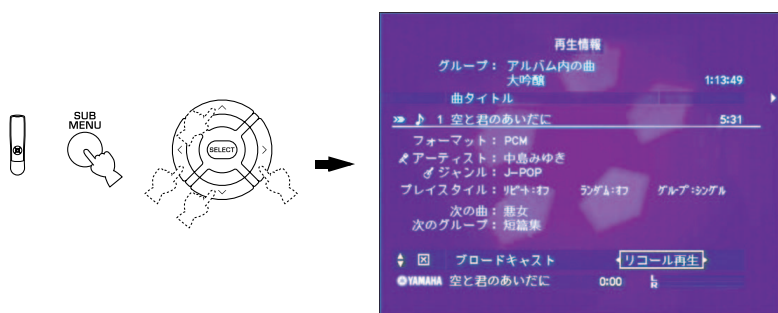 SUB
MENU
SELECT
再生情報
グループ： アルバム内の曲
大吟醸 1:13:49
曲タイトル
1 空と君のあいだに 5:31
フォーマット： PCM
アーティスト： 中島みゆき
ジャンル： J-POP
プレイスタイル： リピート:オフ ランダム:オフ グループ:シングル
次の曲： 悪女
次のグループ： 短篇集
ブロードキャスト リコール再生
YAMAHA 空と君のあいだに 0:00 L
R